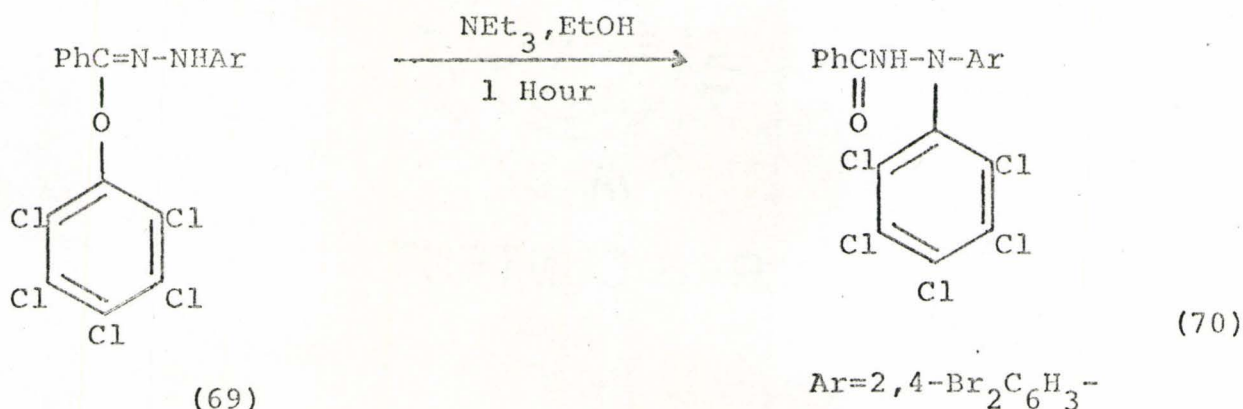 NEt3,EtOH
PhC=N-NHAr
PhCNH-N-Ar
1 Hour
O
O
Cl
Cl
Cl
Cl
Cl
Cl
Cl
Cl
Cl
Cl
(70)
(69)
Ar=2,4-Br2C6H3-